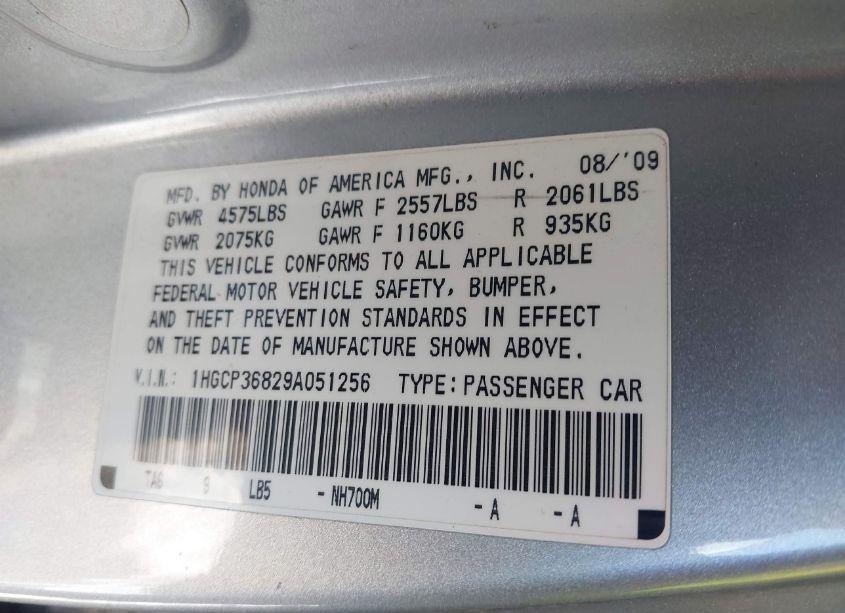 MFD. BY HONDA OF AMERICA MFG., INC. 08/'09
GVWR 4575LBS GAWR F 2557LBS R 2061LBS
GVWR 2075KG GAWR F 1160KG R 935KG
THIS VEHICLE CONFORMS TO ALL APPLICABLE
FEDERAL MOTOR VEHICLE SAFETY, BUMPER,
AND THEFT PREVENTION STANDARDS IN EFFECT
ON THE DATE OF MANUFACTURE SHOWN ABOVE.
V.I.N.: 1HGCP36829A051256 TYPE:PASSENGER CAR
9 LB5 -NH700M -A -A